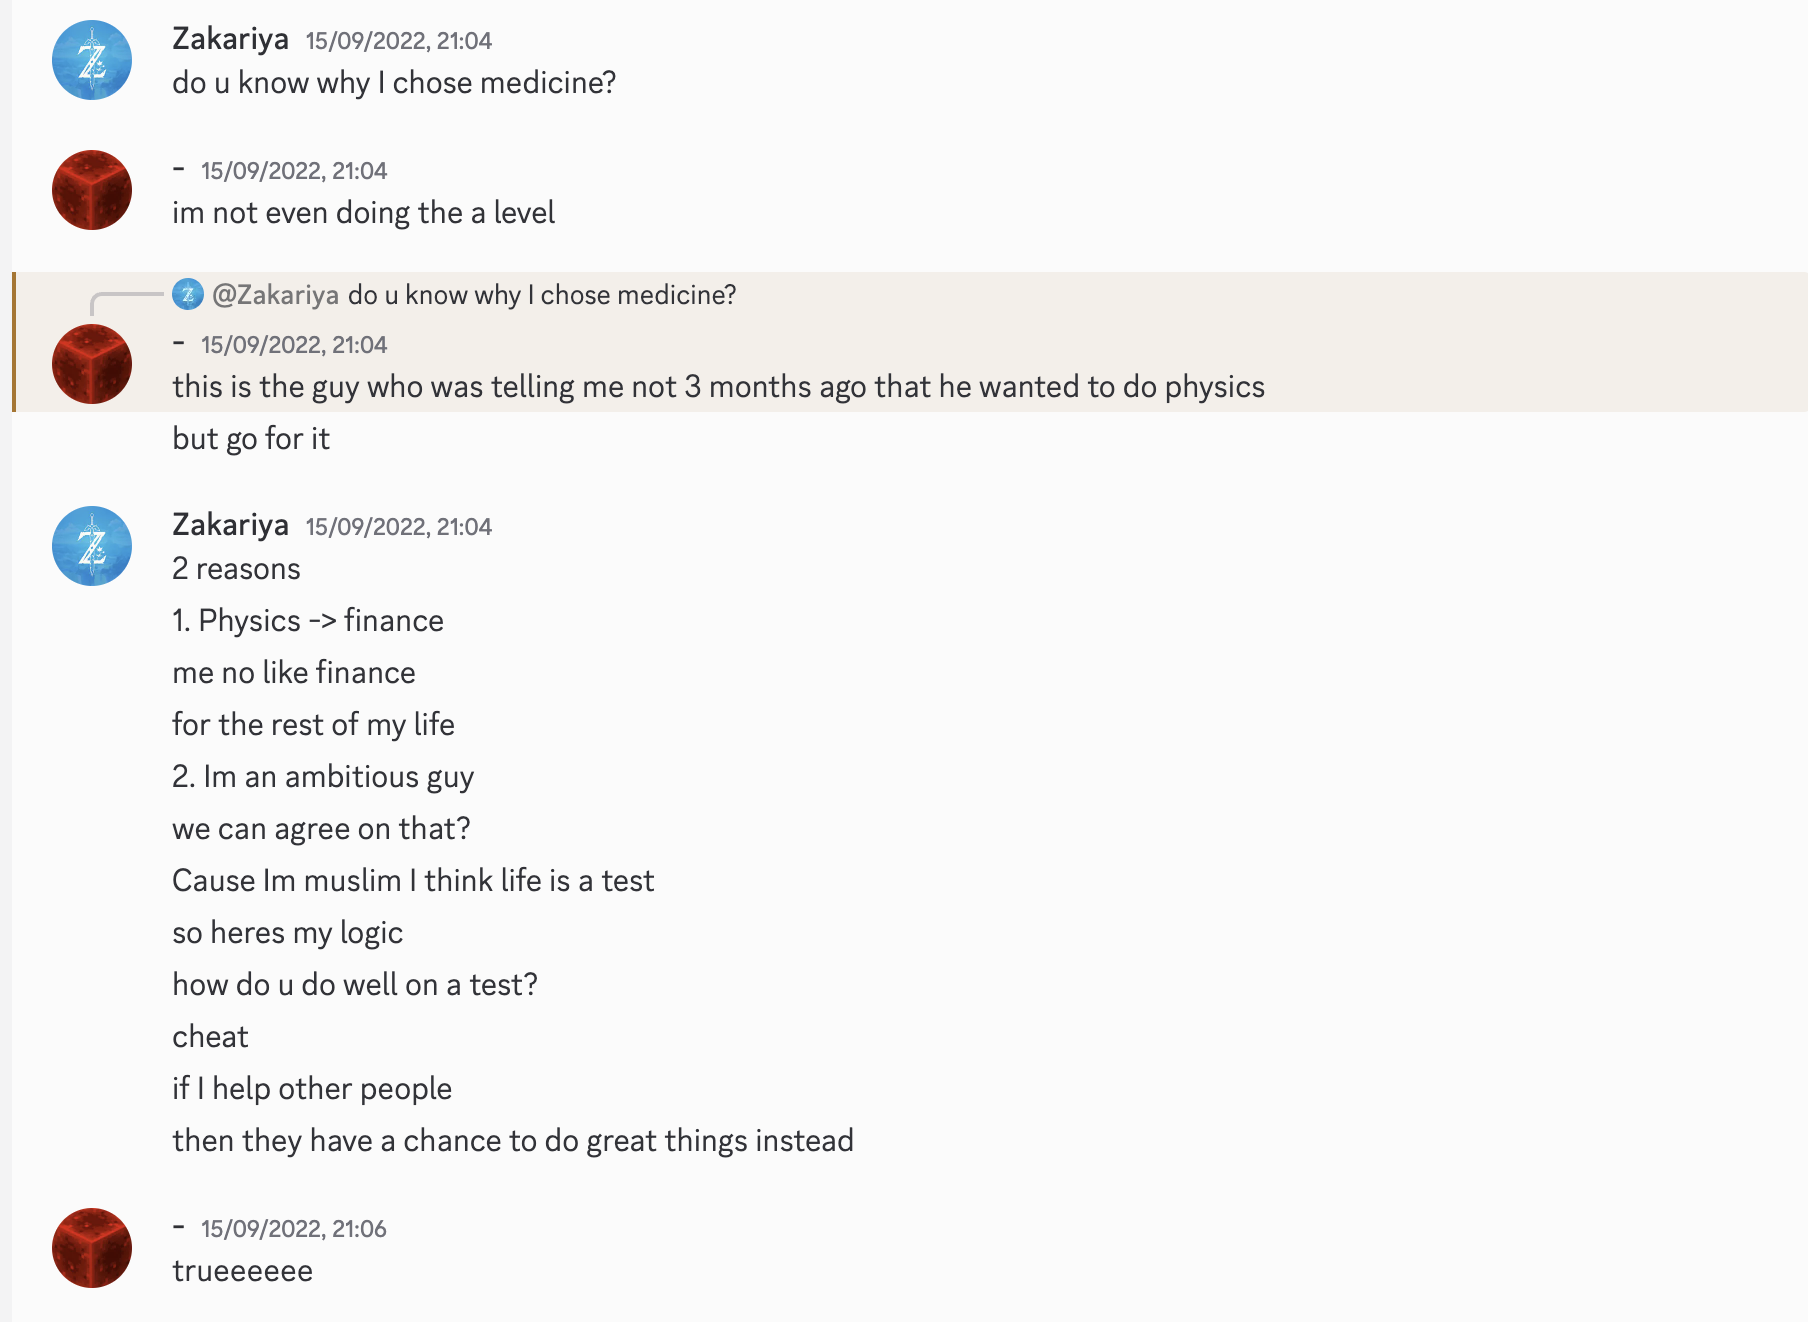 Zakariya 15/09/2022, 21:04
do u know why I chose medicine?
- 15/09/2022, 21:04
im not even doing the a level
@Zakariya do u know why I chose medicine?
- 15/09/2022, 21:04
this is the guy who was telling me not 3 months ago that he wanted to do physics
but go for it
Zakariya 15/09/2022, 21:04
2 reasons
1. Physics -> finance
me no like finance
for the rest of my life
2. Im an ambitious guy
we can agree on that?
Cause Im muslim I think life is a test
so heres my logic
how do u do well on a test?
cheat
if I help other people
then they have a chance to do great things instead
- 15/09/2022, 21:06
trueeeeee